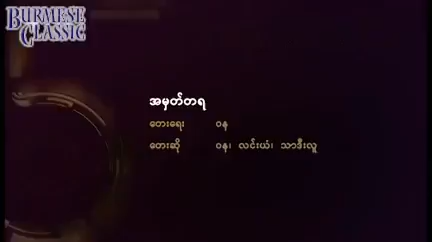 BURMESE
CLASSIC
အမှတ်တရ
တေးရေး ဝန
တေးဆို ဝန၊ လင်းယံ၊ သာဒီးလူ